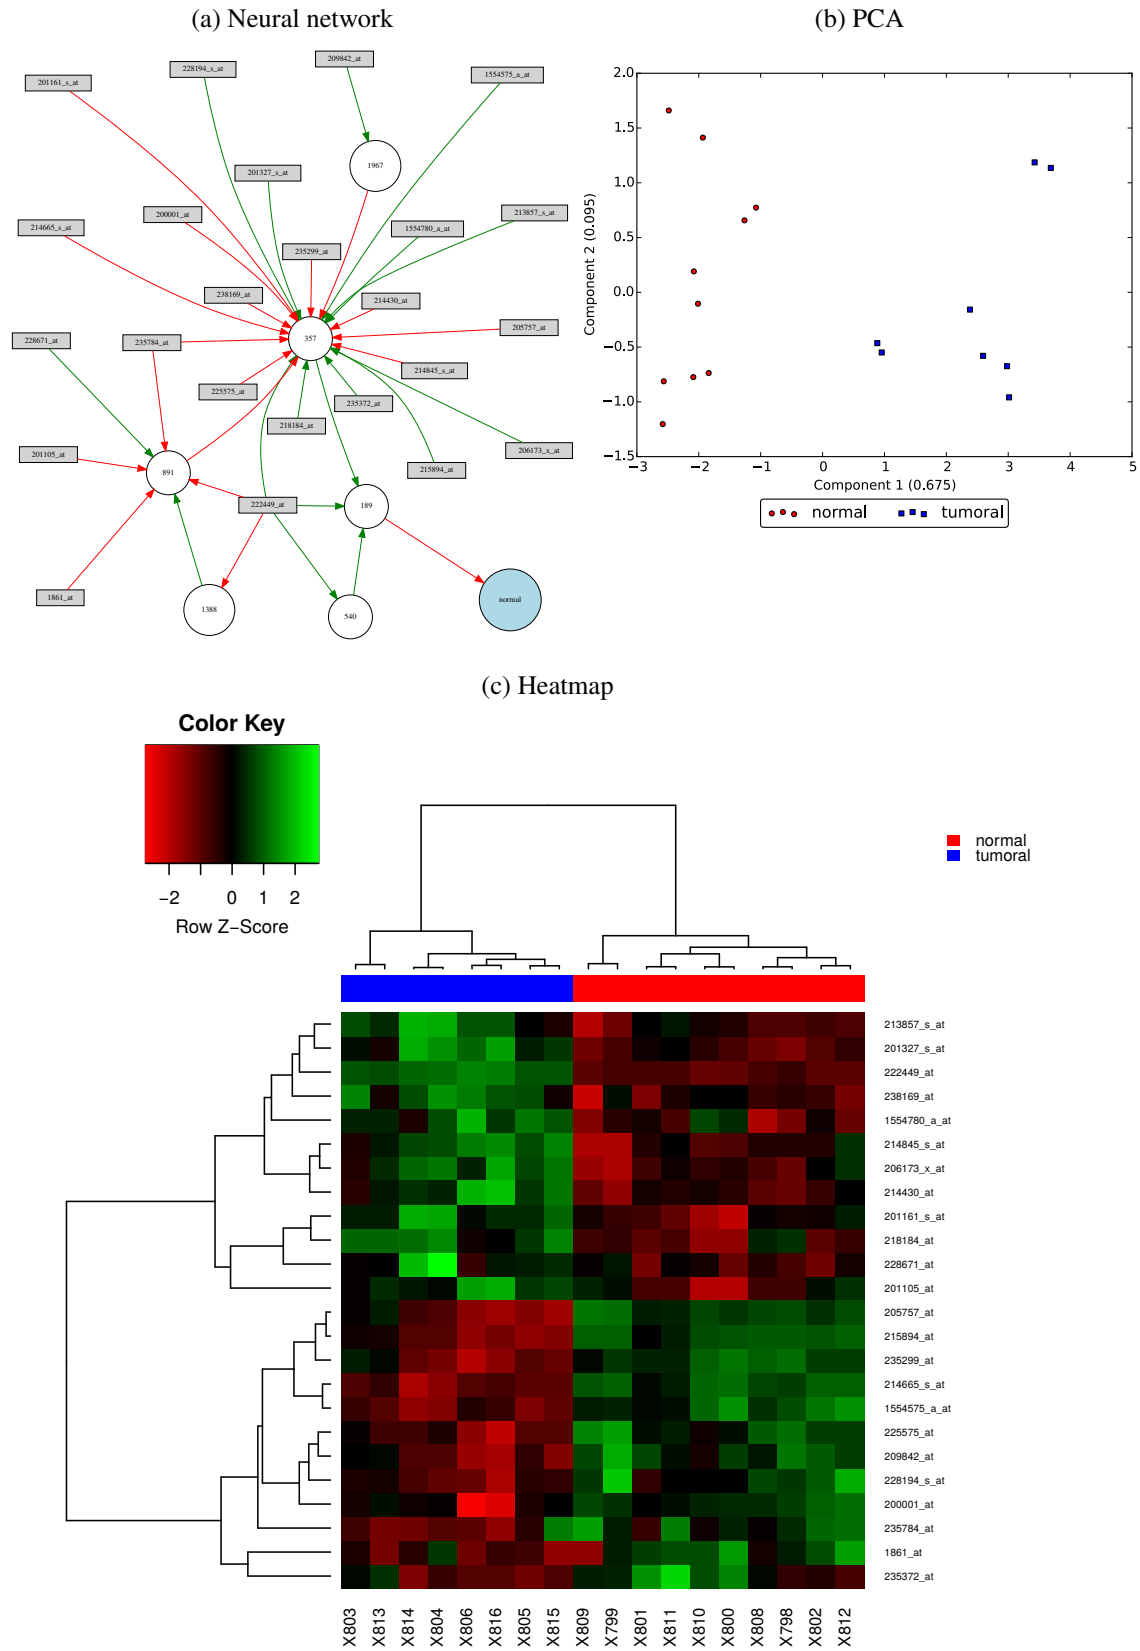 (a) Neural network
(b) PCA
209842_at
228194_s_at
1554575_a_at
201161_s_at
1967
201327_s_at
200001_at
213857_s_at
214665_s_at
1554780_a_at
235299_at
238169_at
214430_at
205757_at
228671_at
235784_at
357
214845_s_at
225575_at
235372_at
218184_at
206173_x_at
201105_at
891
215894_at
222449_at
189
1861_at
1388
540
normal
2.0
1.5
1.0
0.5
0.0
−0.5
−1.0
−1.5
Component 2 (0.095)
−3 −2 −1 0 1 2 3 4 5
Component 1 (0.675)
normal tumoral
(c) Heatmap
Color Key
−2 0 1 2
Row Z−Score
normal
tumoral
213857_s_at
201327_s_at
222449_at
238169_at
1554780_a_at
214845_s_at
206173_x_at
214430_at
201161_s_at
218184_at
228671_at
201105_at
205757_at
215894_at
235299_at
214665_s_at
1554575_a_at
225575_at
209842_at
228194_s_at
200001_at
235784_at
1861_at
235372_at
X803 X813 X814 X804 X806 X816 X805 X815 X809 X799 X801 X811 X810 X800 X808 X798 X802 X812